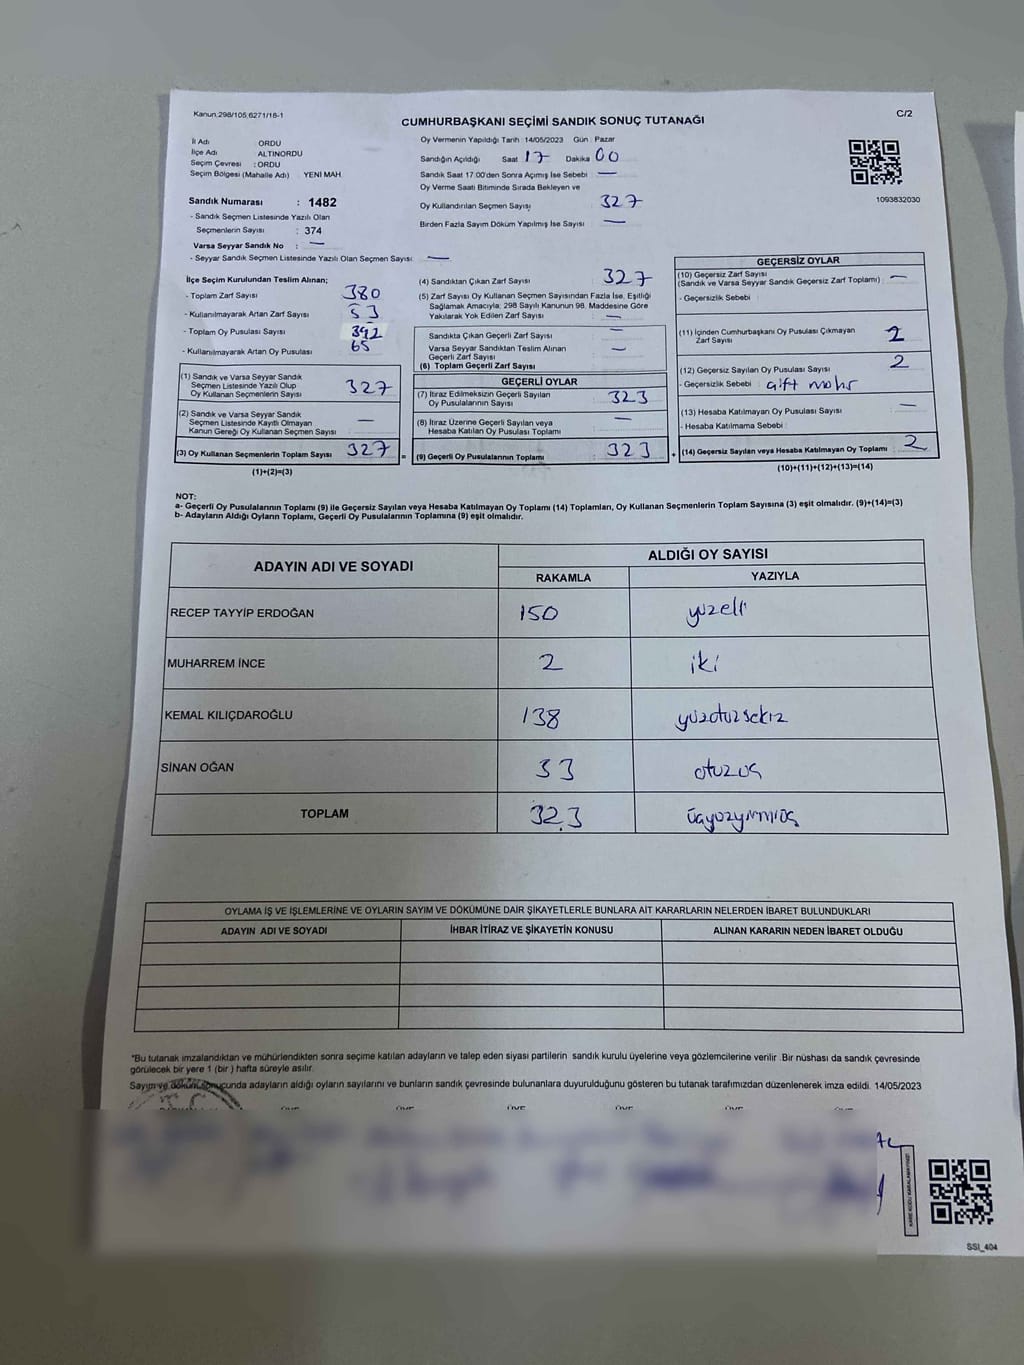 Kanun.298/105,6271/16-1
C/2
CUMHURBAŞKANI SEÇİMİ SANDIK SONUÇ TUTANAĞI
İl Adı ORDU
İlçe Adı ALTINORDU
Seçim Çevresi : ORDU
Seçim Bölgesi (Mahalle Adı) YENİ MAH.
Sandık Numarası : 1482
- Sandık Seçmen Listesinde Yazılı Olan
Seçmenlerin Sayısı : 374
Varsa Seyyar Sandık No : —
- Seyyar Sandık Seçmen Listesinde Yazılı Olan Seçmen Sayısı: —
Oy Vermenin Yapıldığı Tarih :14/05/2023 Gün : Pazar
Sandığın Açıldığı Saat 17 Dakika 00
Sandık Saat 17:00'den Sonra Açımış İse Sebebi —
Oy Verme Saati Bitiminde Sırada Bekleyen ve
Oy Kullandırılan Seçmen Sayısı 327
Birden Fazla Sayım Döküm Yapılmış İse Sayısı —
1093832030
İlçe Seçim Kurulundan Teslim Alınan;
- Toplam Zarf Sayısı 380
- Kullanılmayarak Artan Zarf Sayısı 53
- Toplam Oy Pusulası Sayısı 392
- Kullanılmayarak Artan Oy Pusulası 65
(1) Sandık ve Varsa Seyyar Sandık
Seçmen Listesinde Yazılı Olup
Oy Kullanan Seçmenlerin Sayısı 327
(2) Sandık ve Varsa Seyyar Sandık
Seçmen Listesinde Kayıtlı Olmayan
Kanun Gereği Oy Kullanan Seçmen Sayısı —
(3) Oy Kullanan Seçmenlerin Toplam Sayısı 327 =
(1)+(2)=(3)
(4) Sandıktan Çıkan Zarf Sayısı 327
(5) Zarf Sayısı Oy Kullanan Seçmen Sayısından Fazla İse, Eşitliği
Sağlamak Amacıyla; 298 Sayılı Kanunun 98. Maddesine Göre
Yakılarak Yok Edilen Zarf Sayısı —
Sandıkta Çıkan Geçerli Zarf Sayısı —
Varsa Seyyar Sandıktan Teslim Alınan
Geçerli Zarf Sayısı —
(6) Toplam Geçerli Zarf Sayısı
GEÇERLİ OYLAR
(7) İtiraz Edilmeksizin Geçerli Sayılan
Oy Pusulalarının Sayısı 323
(8) İtiraz Üzerine Geçerli Sayılan veya
Hesaba Katılan Oy Pusulaları Toplamı —
(9) Geçerli Oy Pusulalarının Toplamı 323 +
GEÇERSİZ OYLAR
(10) Geçersiz Zarf Sayısı
(Sandık ve Varsa Seyyar Sandık Geçersiz Zarf Toplamı) —
- Geçersizlik Sebebi
(11) İçinden Cumhurbaşkanı Oy Pusulası Çıkmayan
Zarf Sayısı 2
(12) Geçersiz Sayılan Oy Pusulası Sayısı 2
- Geçersizlik Sebebi çift mühr
(13) Hesaba Katılmayan Oy Pusulası Sayısı —
- Hesaba Katılmama Sebebi
(14) Geçersiz Sayılan veya Hesaba Katılmayan Oy Toplamı 2
(10)+(11)+(12)+(13)=(14)
NOT:
a- Geçerli Oy Pusulalarının Toplamı (9) ile Geçersiz Sayılan veya Hesaba Katılmayan Oy Toplamı (14) Toplamları, Oy Kullanan Seçmenlerin Toplam Sayısına (3) eşit olmalıdır. (9)+(14)=(3)
b- Adayların Aldığı Oyların Toplamı, Geçerli Oy Pusulalarının Toplamına (9) eşit olmalıdır.
ADAYIN ADI VE SOYADI ALDIĞI OY SAYISI
RAKAMLA YAZIYLA
RECEP TAYYİP ERDOĞAN 150 yüzelli
MUHARREM İNCE 2 iki
KEMAL KILIÇDAROĞLU 138 yüzotuzsekiz
SİNAN OĞAN 33 otuzüç
TOPLAM 323 üçyüzyirmiüç
OYLAMA İŞ VE İŞLEMLERİNE VE OYLARIN SAYIM VE DÖKÜMÜNE DAİR ŞİKAYETLERLE BUNLARA AİT KARARLARIN NELERDEN İBARET BULUNDUKLARI
ADAYIN ADI VE SOYADI İHBAR İTİRAZ VE ŞİKAYETİN KONUSU ALINAN KARARIN NEDEN İBARET OLDUĞU
*Bu tutanak imzalandıktan ve mühürlendikten sonra seçime katılan adayların ve talep eden siyasi partilerin sandık kurulu üyelerine veya gözlemcilerine verilir .Bir nüshası da sandık çevresinde
görülecek bir yere 1 (bir ) hafta süreyle asılır.
Sayım ve döküm sonucunda adayların aldığı oyların sayılarını ve bunların sandık çevresinde bulunanlara duyurulduğunu gösteren bu tutanak tarafımızdan düzenlenerek imza edildi. 14/05/2023
T.C.
SSI_404